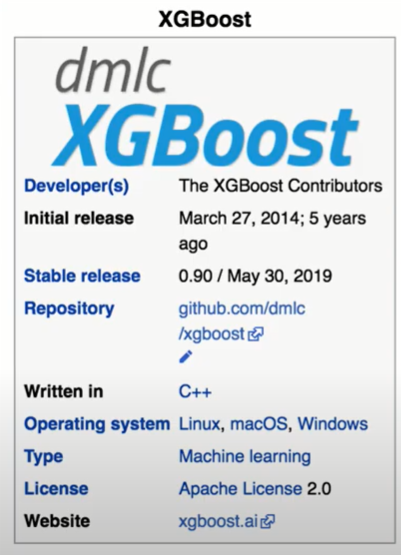 XGBoost
dmlc
XGBoost
Developer(s) The XGBoost Contributors
Initial release March 27, 2014; 5 years
ago
Stable release 0.90 / May 30, 2019
Repository github.com/dmlc
/xgboost
Written in C++
Operating system Linux, macOS, Windows
Type Machine learning
License Apache License 2.0
Website xgboost.ai